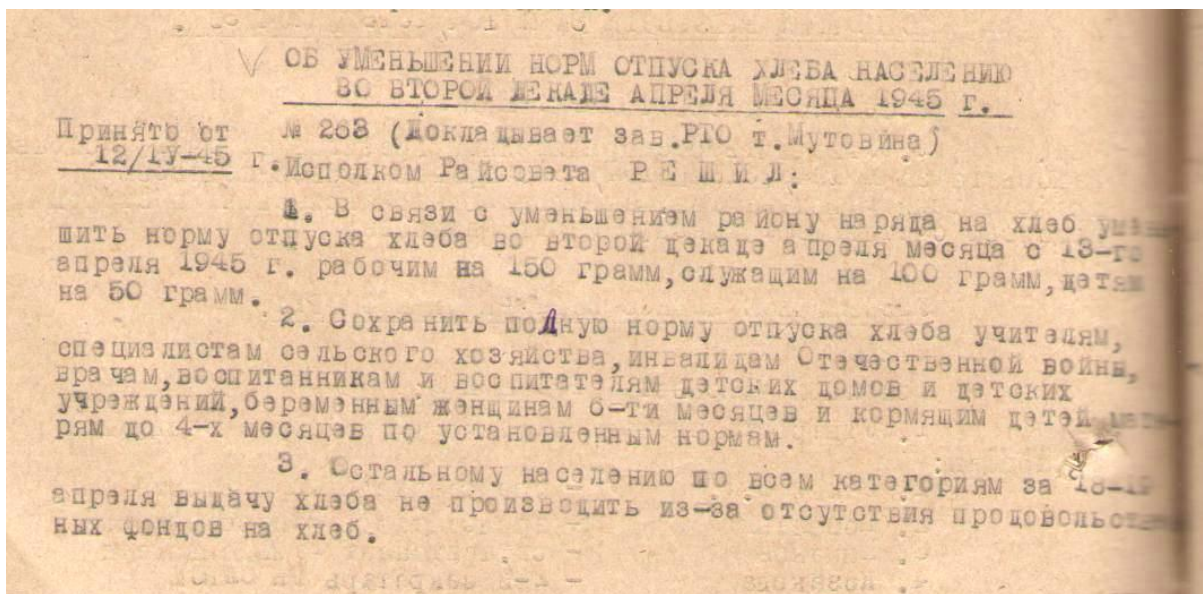 ОБ УМЕНЬШЕНИИ НОРМ ОТПУСКА ХЛЕБА НАСЕЛЕНИЮ
ВО ВТОРОЙ ДЕКАДЕ АПРЕЛЯ МЕСЯЦА 1945 г.
Принято от № 263 (Докладывает зав.РТО т.Мутовина)
12/IУ-45 г. Исполком Райсовета Р Е Ш И Л:
1. В связи с уменьшением району наряда на хлеб умень
шить норму отпуска хлеба во второй декаде апреля месяца с 13-го
апреля 1945 г. рабочим на 150 грамм,служащим на 100 грамм,детям
на 50 грамм.
2. Сохранить полную норму отпуска хлеба учителям,
специалистам сельского хозяйства,инвалидам Отечественной войны,
врачам,воспитанникам и воспитателям детских домов и детских
учреждений,беременным женщинам 6-ти месяцев и кормящим детей мате-
рям до 4-х месяцев по установленным нормам.
3. Остальному населению по всем категориям за
апреля выдачу хлеба не производить из-за отсутствия продовольствен
ных фондов на хлеб.